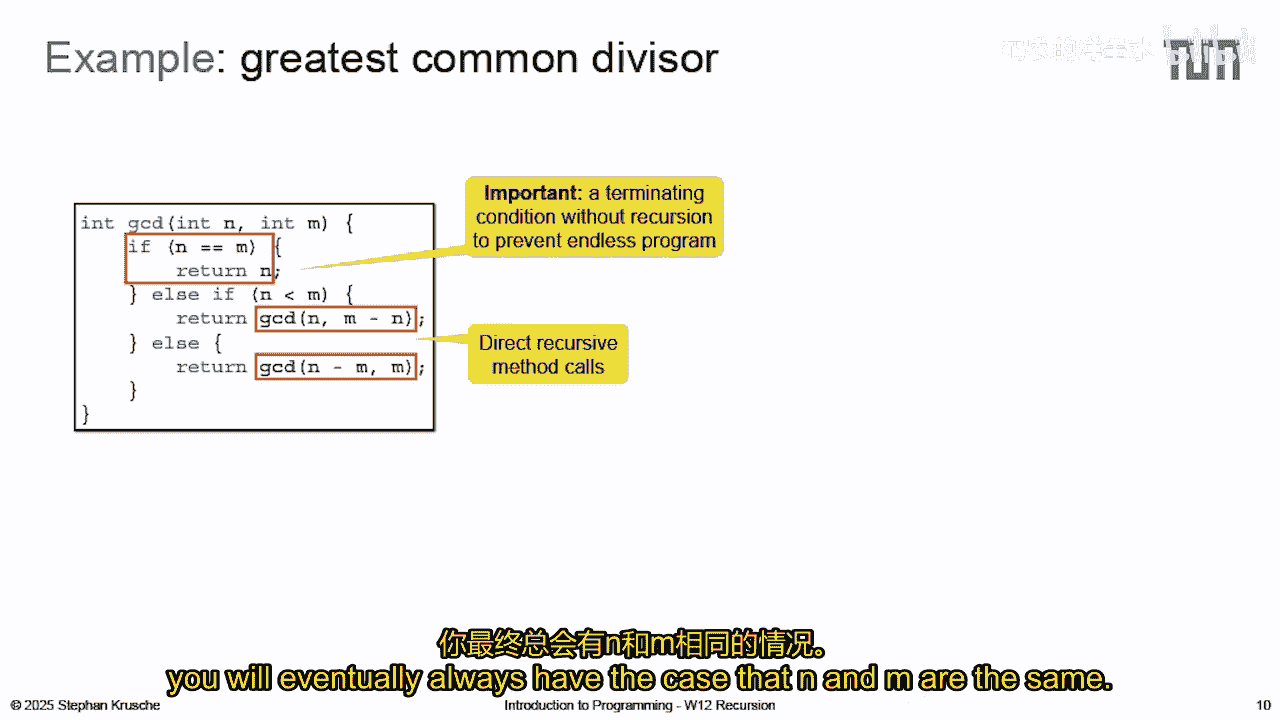 Example: greatest common divisor
TUM
int gcd(int n, int m) {
if (n == m) {
return n;
} else if (n < m) {
return gcd(n, m - n);
} else {
return gcd(n - m, m);
}
}
Important: a terminating
condition without recursion
to prevent endless program
Direct recursive
method calls
你最终总会有n和m相同的情况。
you will eventually always have the case that n and m are the same.
© 2025 Stephan Krusche
Introduction to Programming - W12 Recursion
10